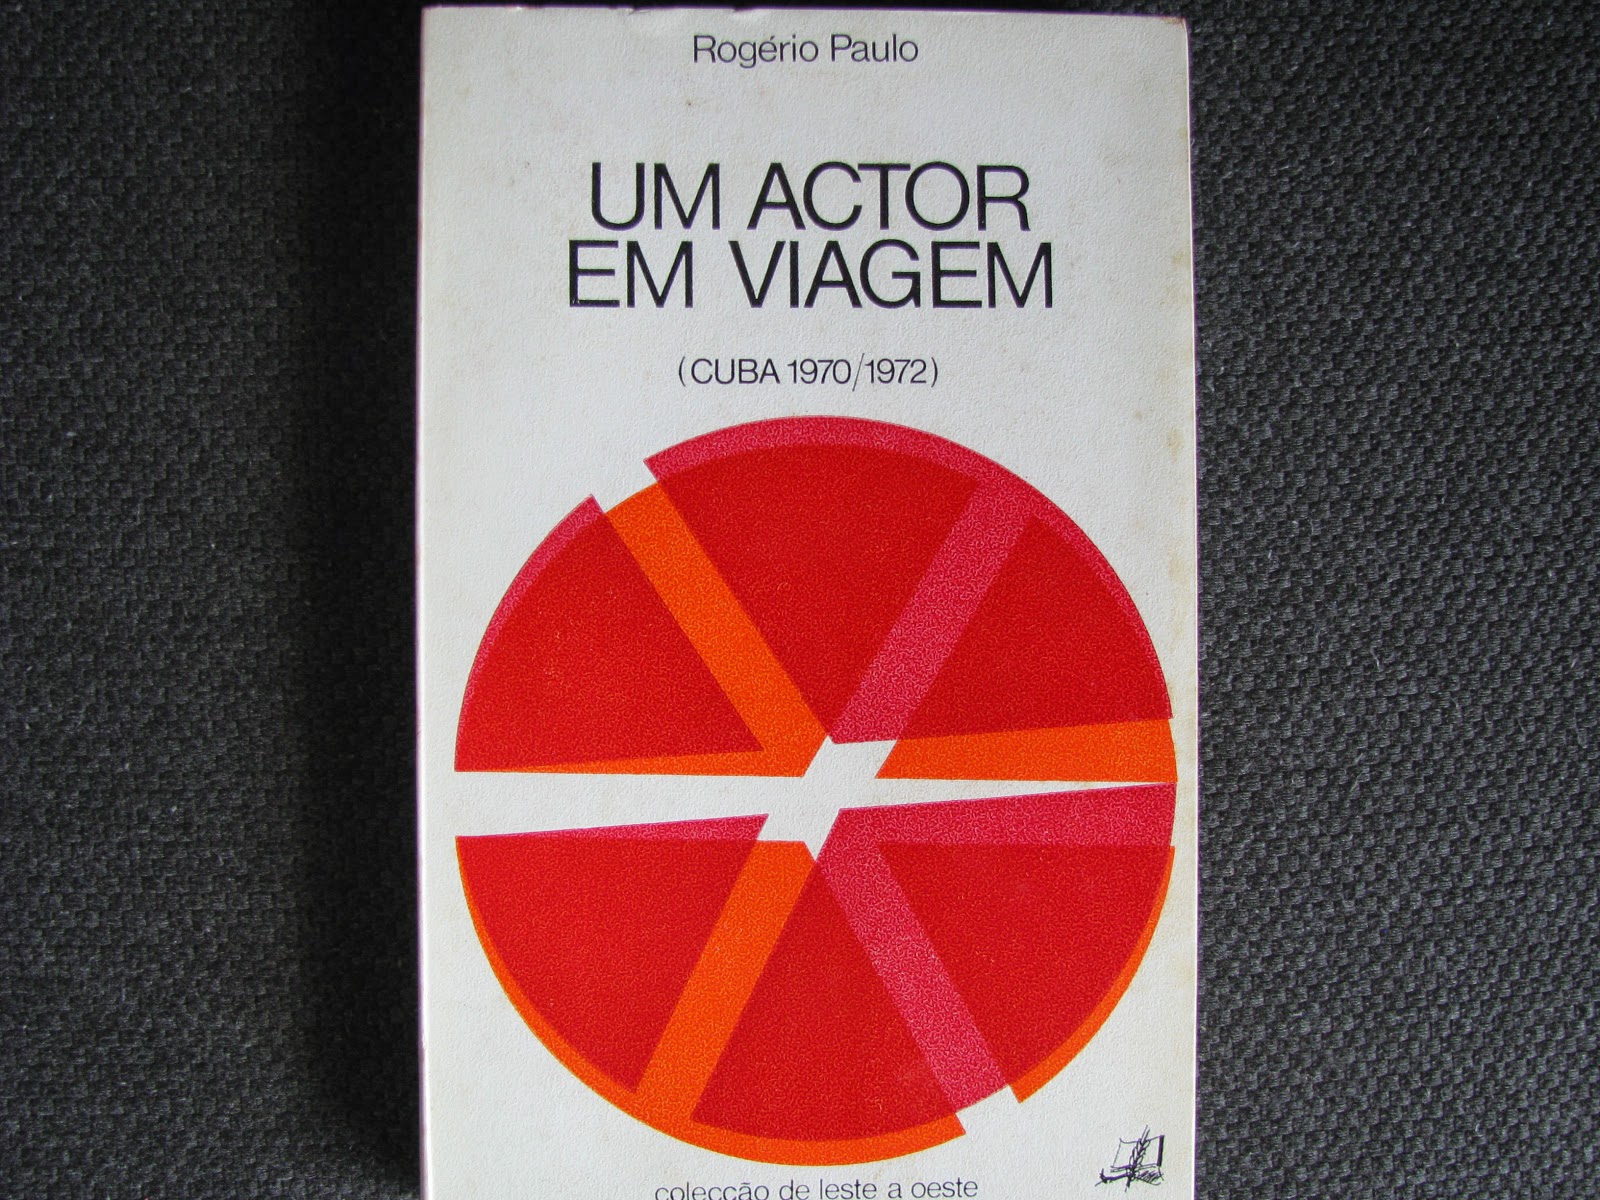 Rogério Paulo
UM ACTOR
EM VIAGEM
(CUBA 1970/1972)
colecção de leste a oeste